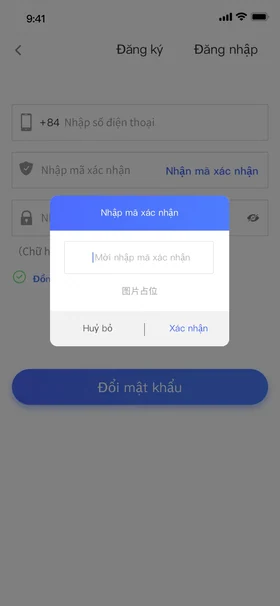 9:41
Đăng ký Đăng nhập
+84 Nhập số điện thoại
Nhập mã xác nhận Nhận mã xác nhận
Nhập mã xác nhận
Mời nhập mã xác nhận
图片占位
(Chữ h
Đồn
Huỷ bỏ | Xác nhận
Đổi mật khẩu